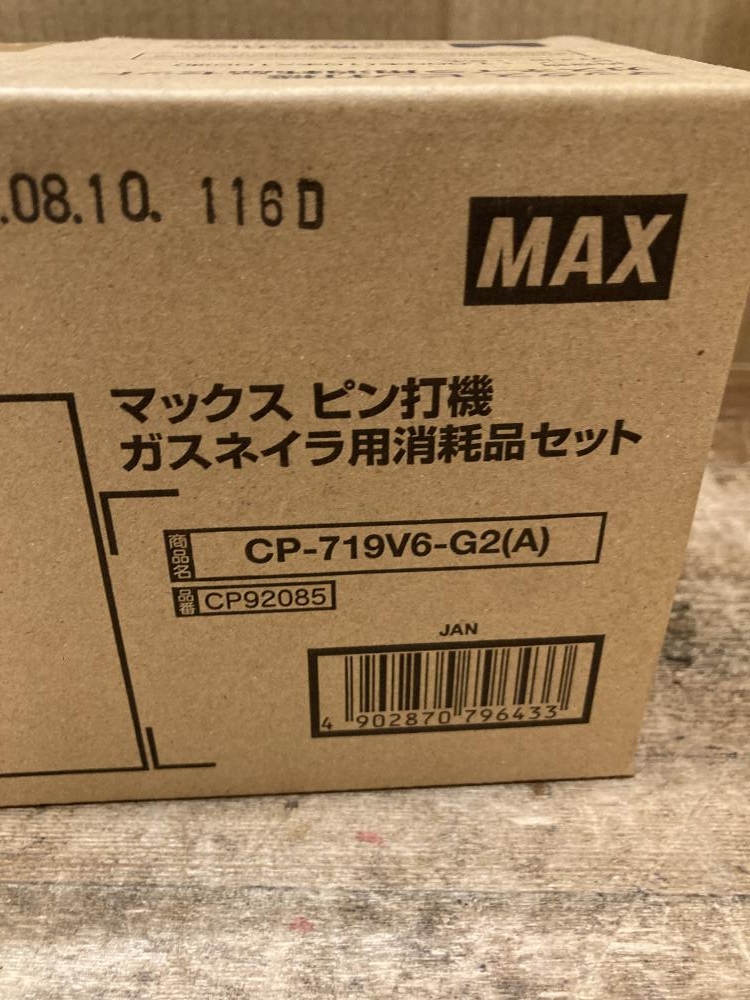 .08.10. 116D
MAX
マックス ピン打機
ガスネイラ用消耗品セット
商品名 CP-719V6-G2(A)
品番 CP92085
JAN
4 902870 796433